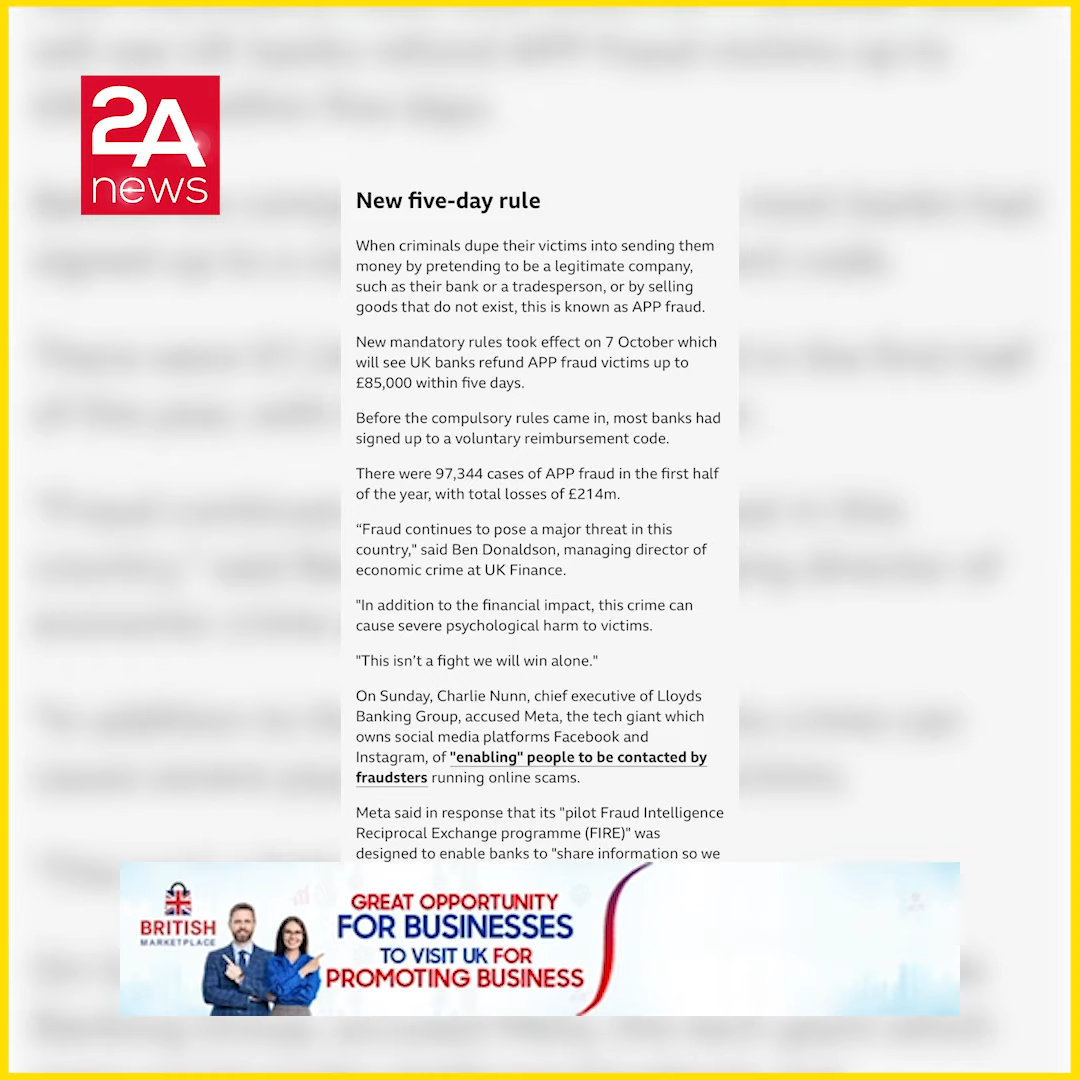 2A
news
New five-day rule
When criminals dupe their victims into sending them
money by pretending to be a legitimate company,
such as their bank or a tradesperson, or by selling
goods that do not exist, this is known as APP fraud.
New mandatory rules took effect on 7 October which
will see UK banks refund APP fraud victims up to
£85,000 within five days.
Before the compulsory rules came in, most banks had
signed up to a voluntary reimbursement code.
There were 97,344 cases of APP fraud in the first half
of the year, with total losses of £214m.
“Fraud continues to pose a major threat in this
country," said Ben Donaldson, managing director of
economic crime at UK Finance.
"In addition to the financial impact, this crime can
cause severe psychological harm to victims.
"This isn’t a fight we will win alone."
On Sunday, Charlie Nunn, chief executive of Lloyds
Banking Group, accused Meta, the tech giant which
owns social media platforms Facebook and
Instagram, of "enabling" people to be contacted by
fraudsters running online scams.
Meta said in response that its "pilot Fraud Intelligence
Reciprocal Exchange programme (FIRE)" was
designed to enable banks to "share information so we
BRITISH
MARKETPLACE
GREAT OPPORTUNITY
FOR BUSINESSES
TO VISIT UK FOR
PROMOTING BUSINESS